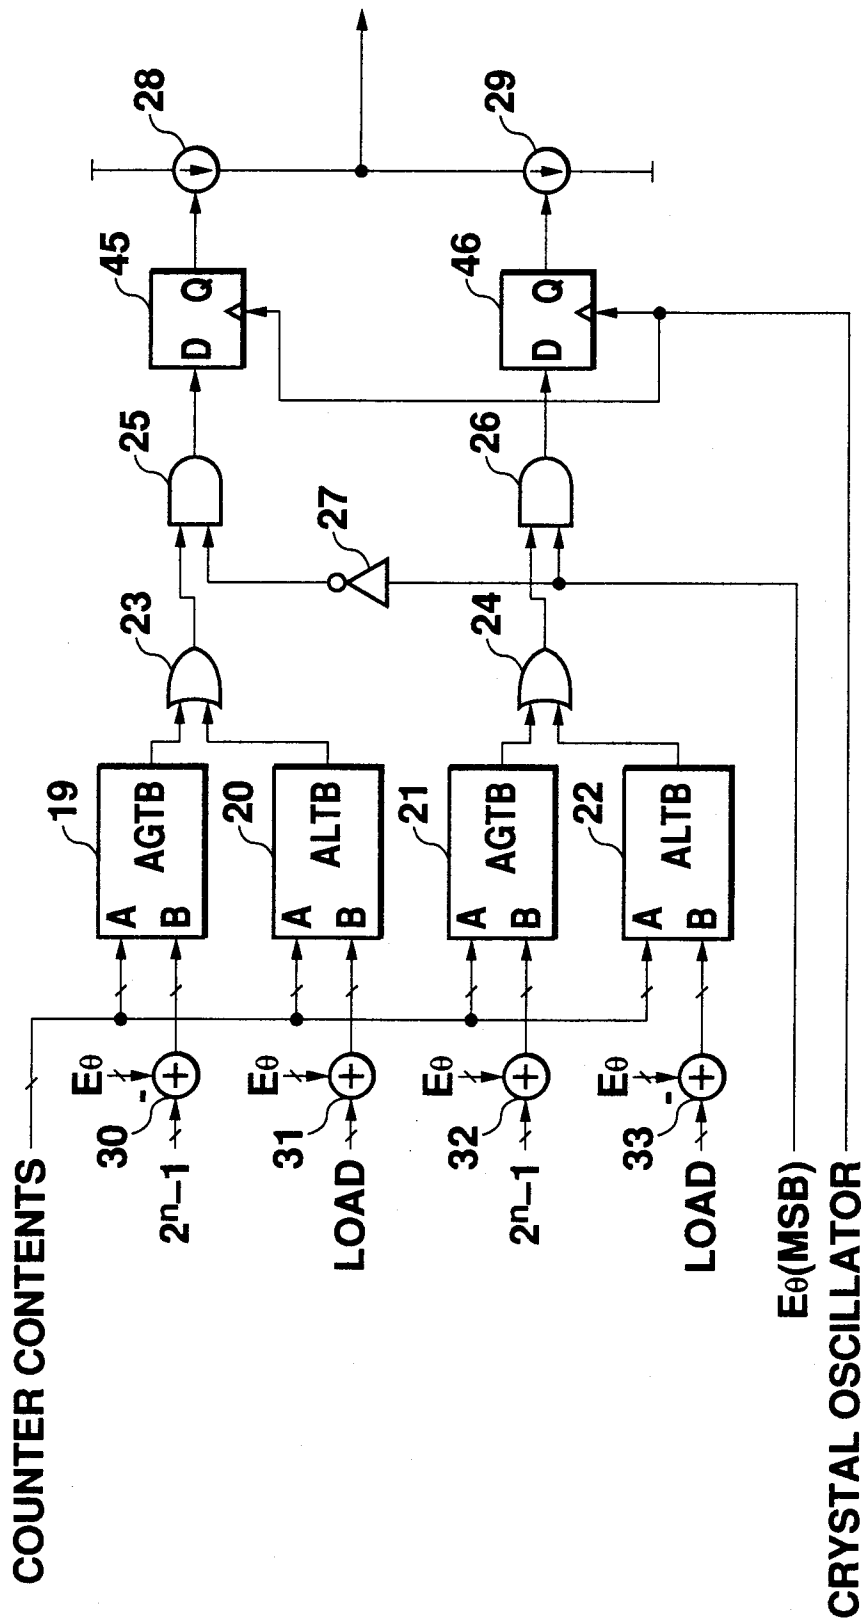 COUNTER CONTENTS
2ⁿ–1
30
-
Eθ
A
B
AGTB
19
23
25
D
Q
45
28
LOAD
31
Eθ
A
B
ALTB
20
27
2ⁿ–1
32
Eθ
A
B
AGTB
21
24
26
D
Q
46
29
LOAD
33
-
Eθ
A
B
ALTB
22
Eθ(MSB)
CRYSTAL OSCILLATOR